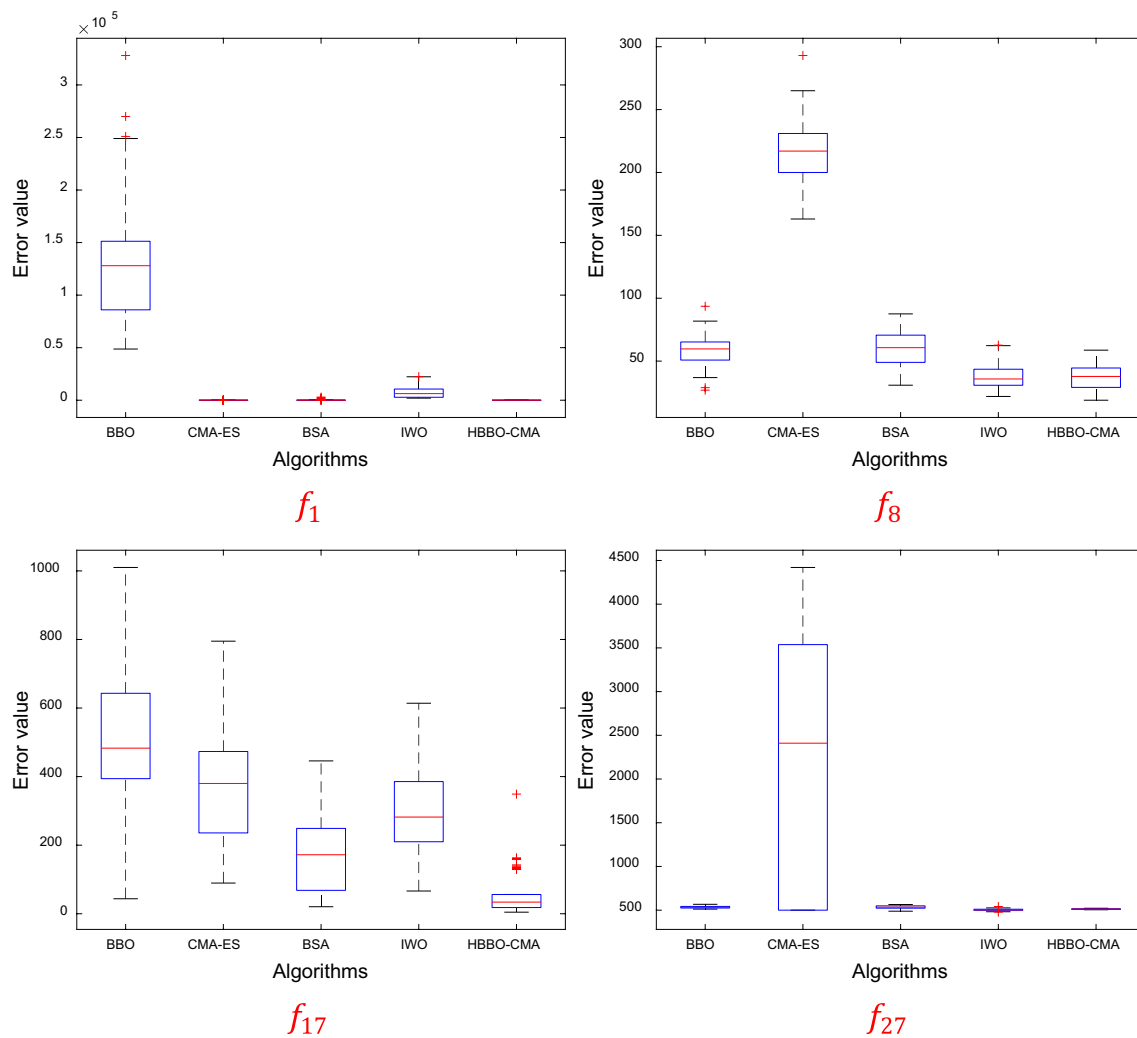 × 10 5
3
2.5
2
1.5
1
0.5
0
Error value
BBO CMA-ES BSA IWO HBBO-CMA
Algorithms
f1
300
250
200
150
100
50
Error value
BBO CMA-ES BSA IWO HBBO-CMA
Algorithms
f8
1000
800
600
400
200
0
Error value
BBO CMA-ES BSA IWO HBBO-CMA
Algorithms
f17
4500
4000
3500
3000
2500
2000
1500
1000
500
Error value
BBO CMA-ES BSA IWO HBBO-CMA
Algorithms
f27